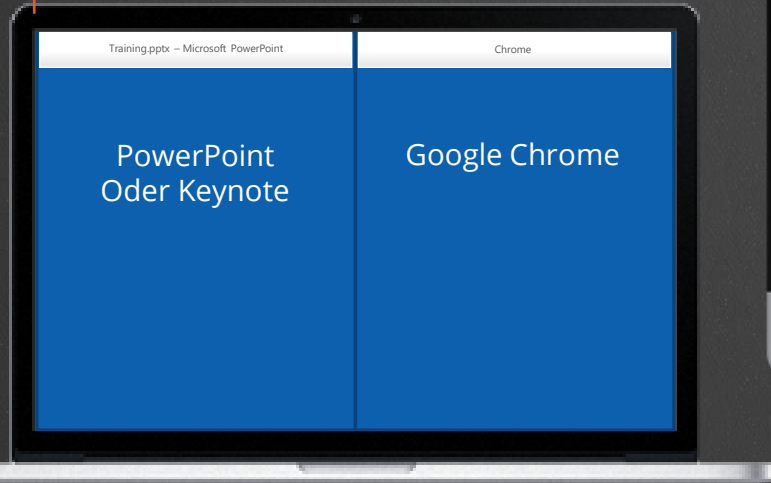 Training.pptx – Microsoft PowerPoint
Chrome
PowerPoint
Oder Keynote
Google Chrome